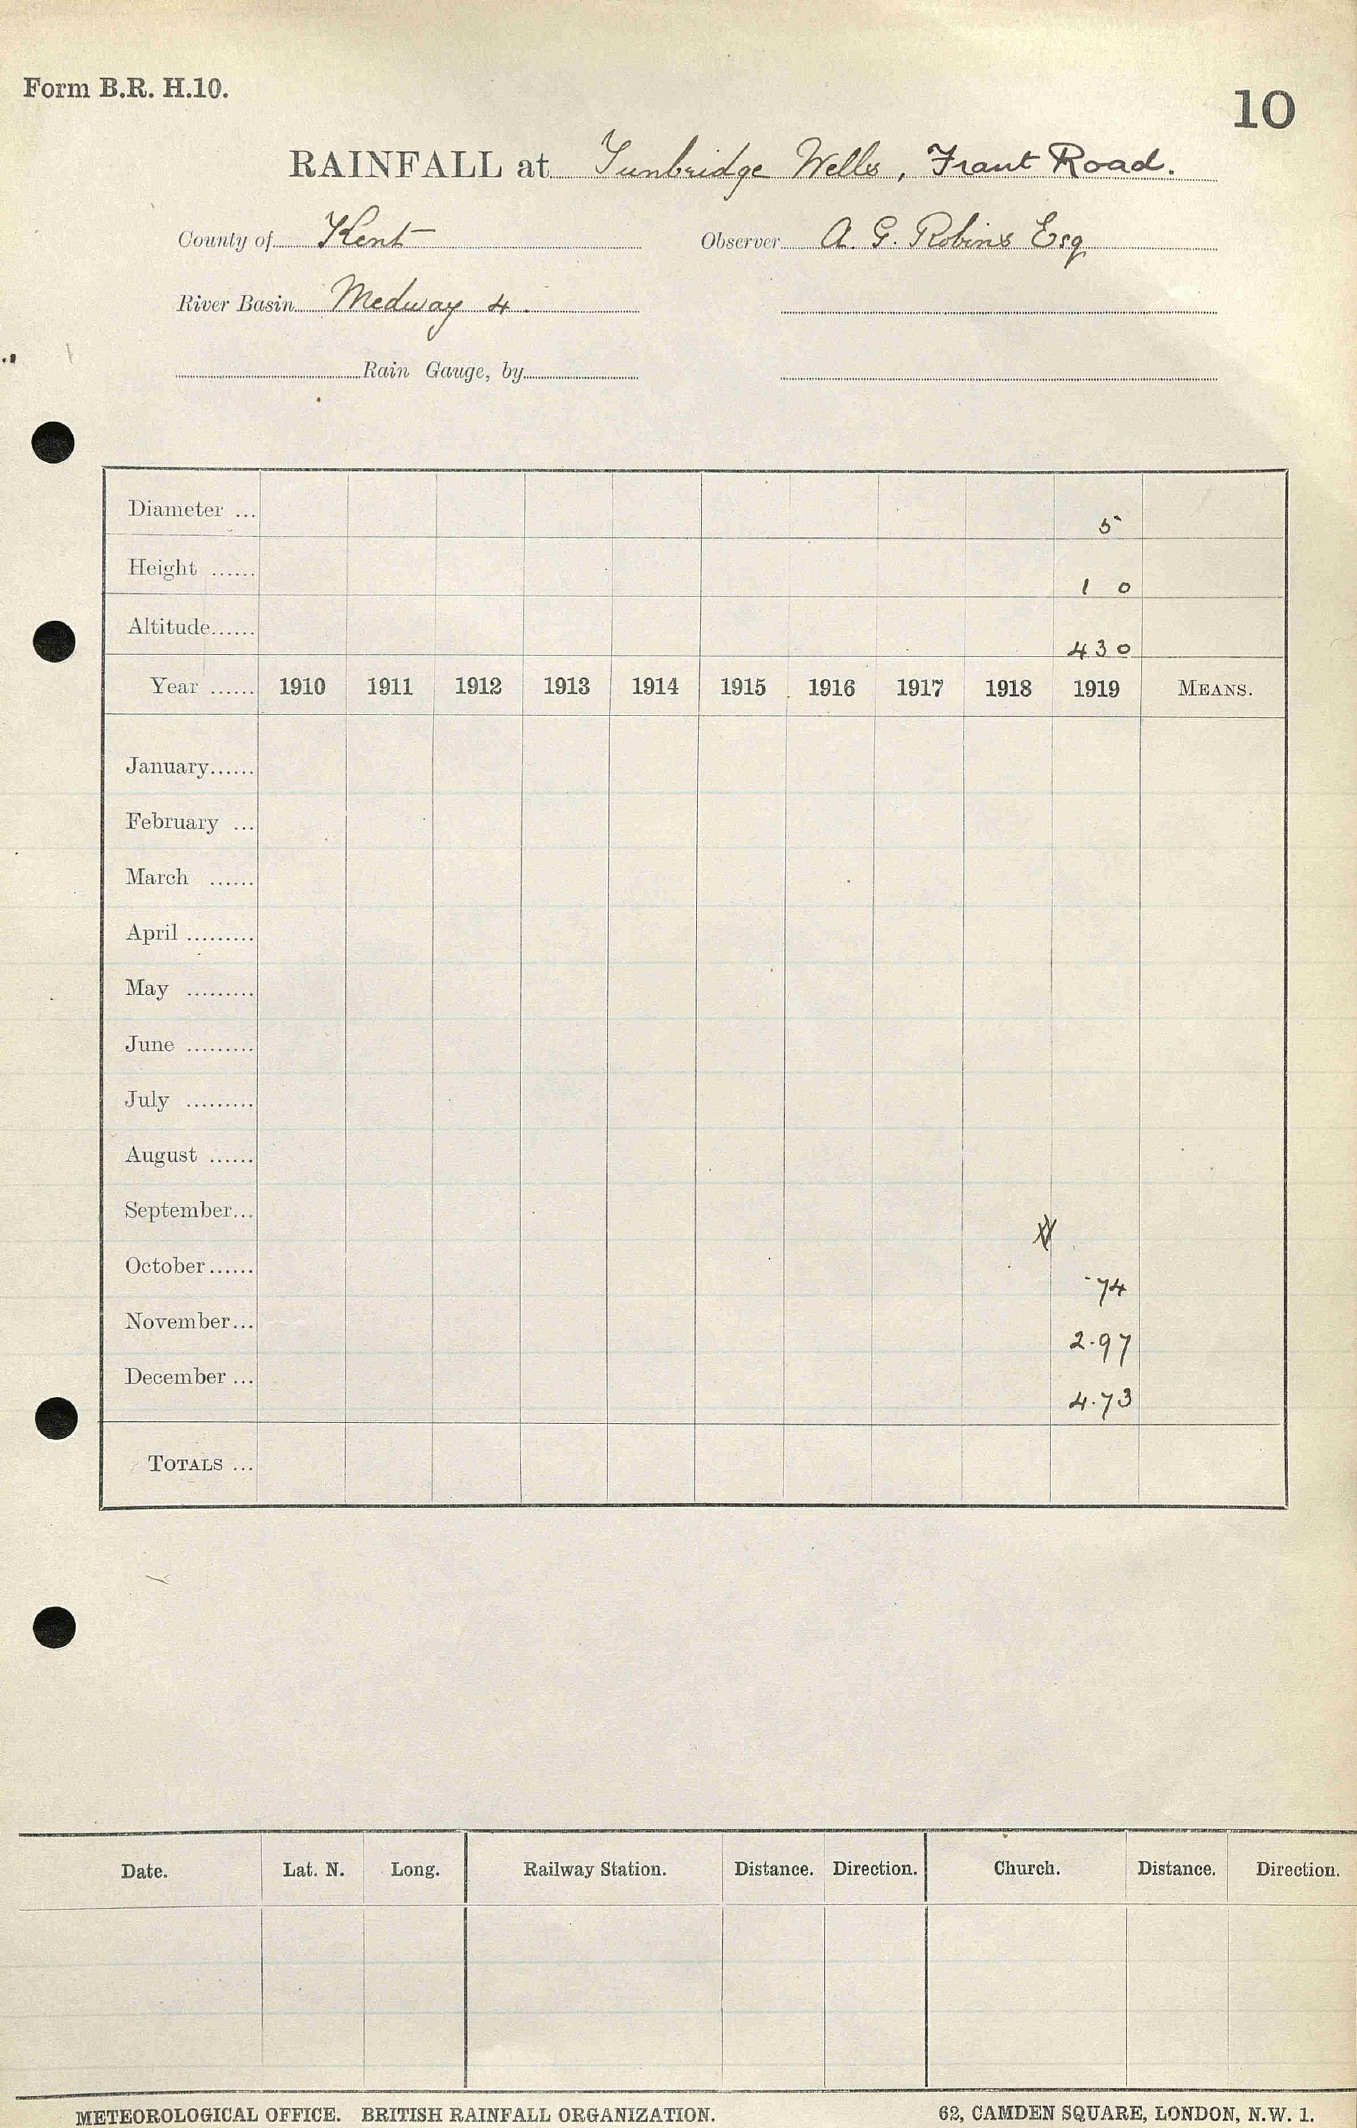 Form B.R. H.10.
10
RAINFALL at Tunbridge Wells, Frant Road.
County of Kent Observer A. G. Robins Esq
River Basin Medway 4.
Rain Gauge, by
Diameter ... 5
Height ...... 1 0
Altitude...... 430
Year ...... 1910 1911 1912 1913 1914 1915 1916 1917 1918 1919 MEANS.
January......
February ...
March ......
April .........
May .........
June .........
July .........
August ......
September...
October...... ·74
November... 2.97
December ... 4.73
TOTALS ...
Date. Lat. N. Long. Railway Station. Distance. Direction. Church. Distance. Direction.
METEOROLOGICAL OFFICE. BRITISH RAINFALL ORGANIZATION. 62, CAMDEN SQUARE, LONDON, N.W. 1.